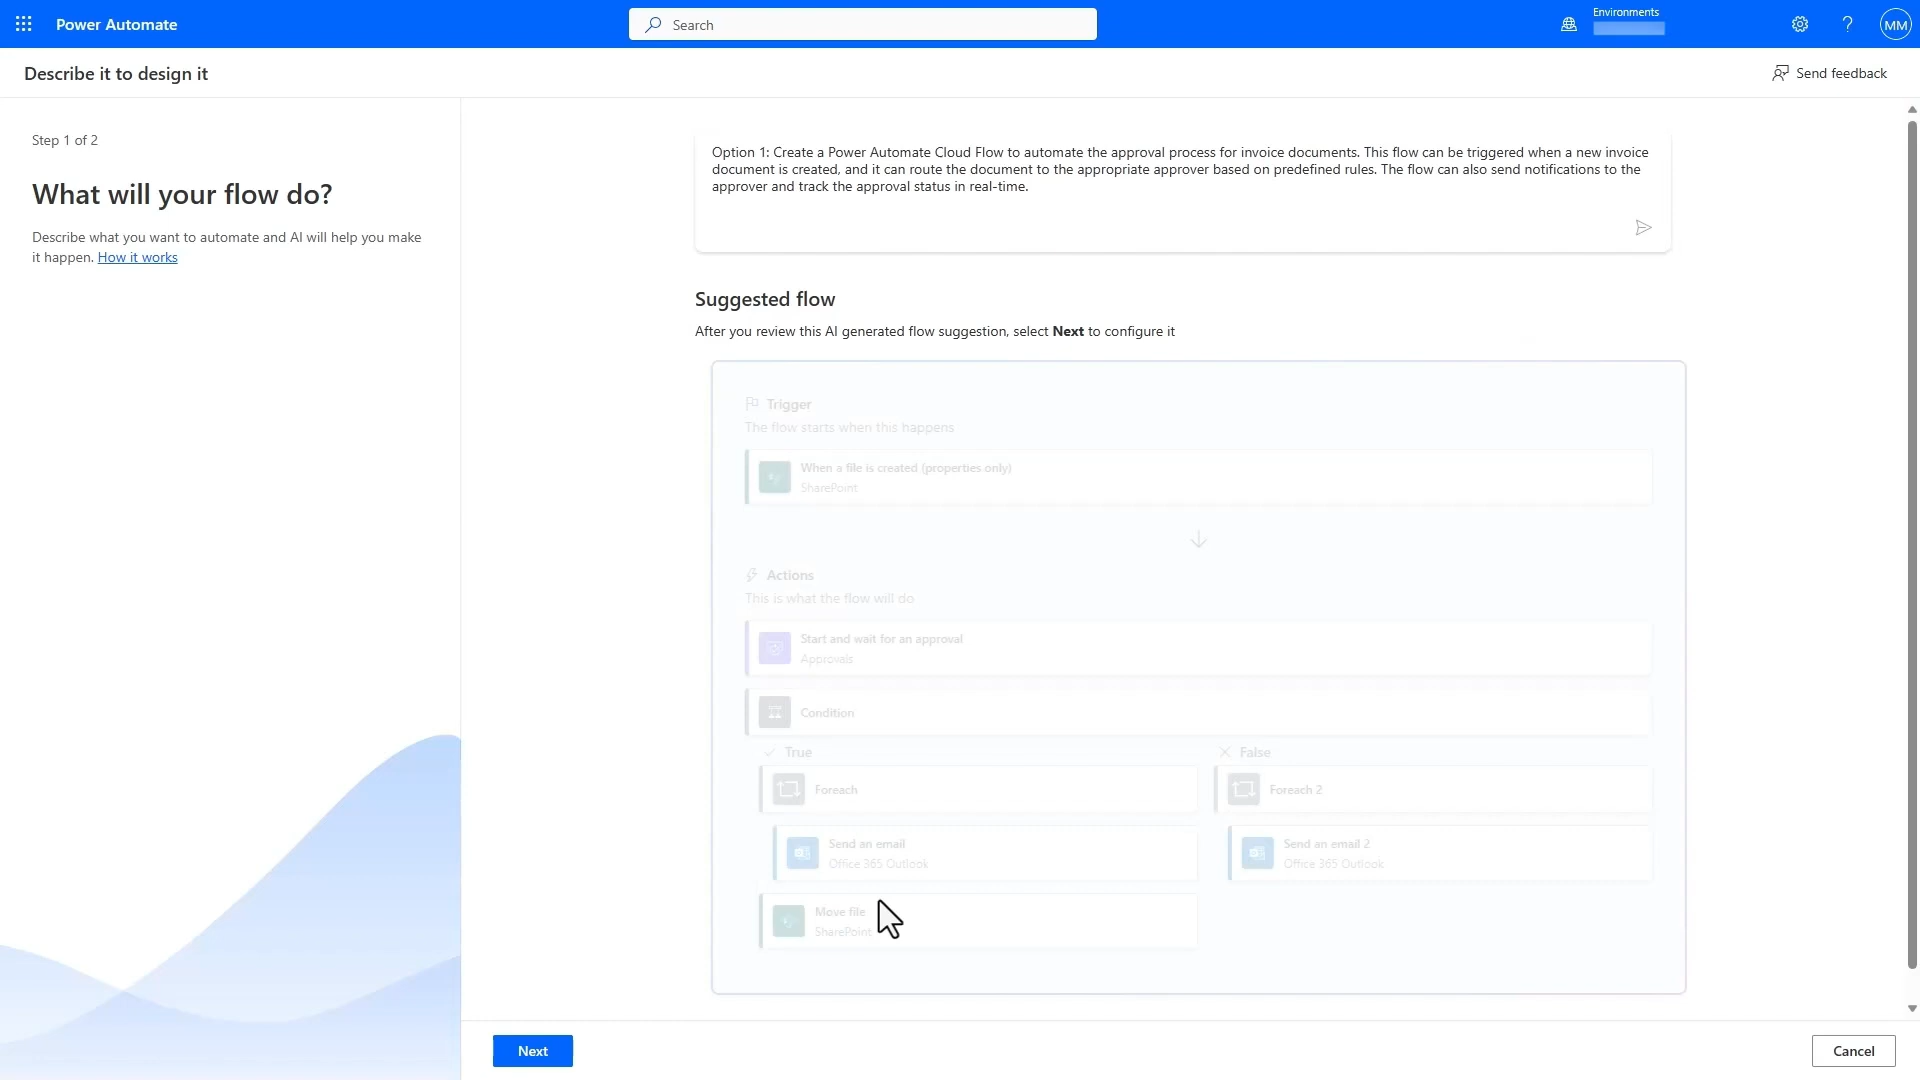 Power Automate
Search
Environments
MM
Describe it to design it
Send feedback
Step 1 of 2
What will your flow do?
Describe what you want to automate and AI will help you make
it happen. How it works
Option 1: Create a Power Automate Cloud Flow to automate the approval process for invoice documents. This flow can be triggered when a new invoice
document is created, and it can route the document to the appropriate approver based on predefined rules. The flow can also send notifications to the
approver and track the approval status in real-time.
Suggested flow
After you review this AI generated flow suggestion, select Next to configure it
Trigger
The flow starts when this happens
When a file is created (properties only)
SharePoint
Actions
This is what the flow will do
Start and wait for an approval
Approvals
Condition
True
False
Foreach
Foreach 2
Send an email
Office 365 Outlook
Send an email 2
Office 365 Outlook
Move file
SharePoint
Next
Cancel